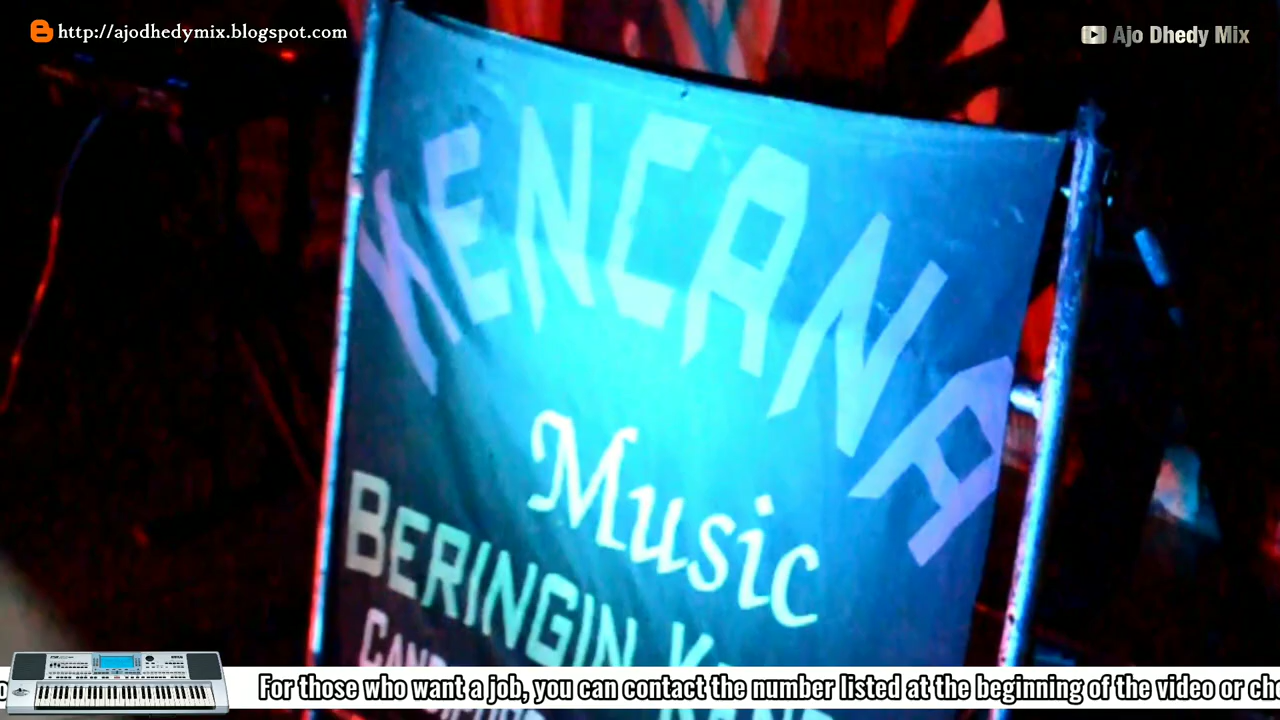 http://ajodhedymix.blogspot.com
Ajo Dhedy Mix
KENCANA
Music
BERINGIN
For those who want a job, you can contact the number listed at the beginning of the video or